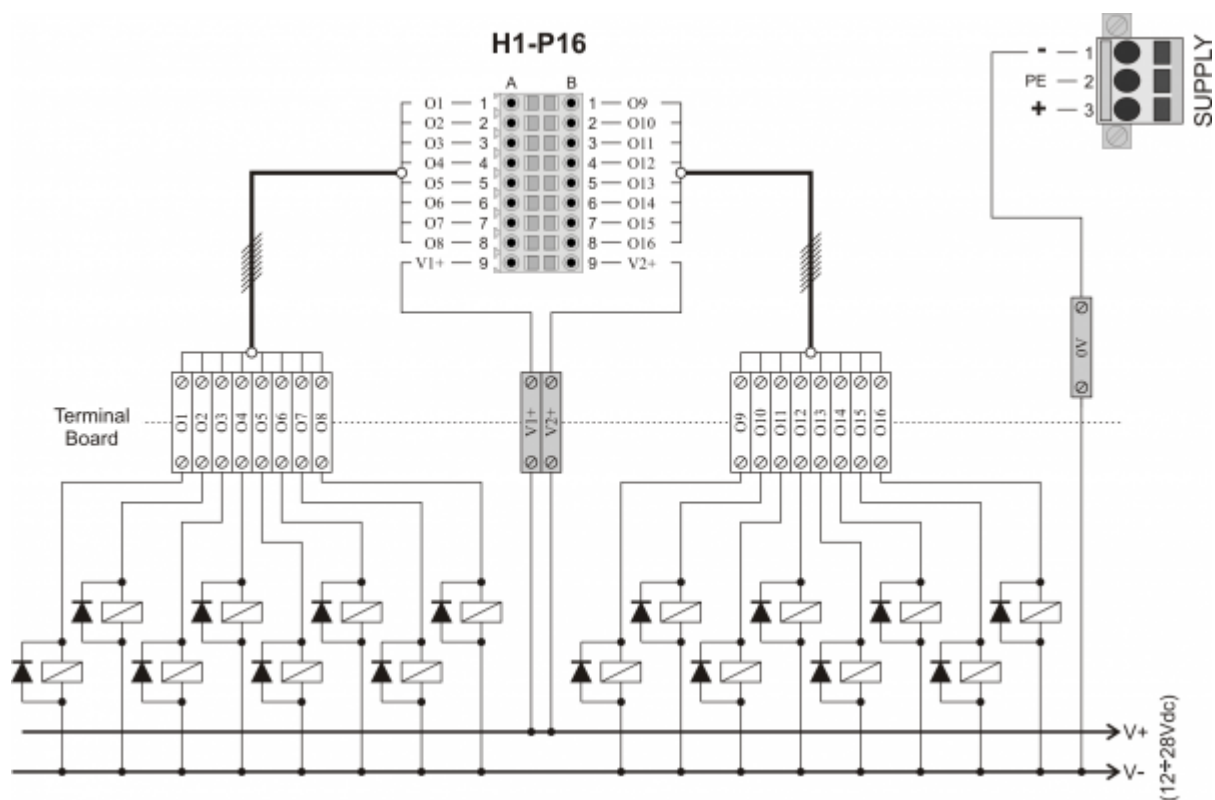 H1-P16
A B
O1 1 1 O9
O2 2 2 O10
O3 3 3 O11
O4 4 4 O12
O5 5 5 O13
O6 6 6 O14
O7 7 7 O15
O8 8 8 O16
V1+ 9 9 V2+
- 1
PE 2
+ 3
SUPPLY
0V
Terminal
Board
O1 O2 O3 O4 O5 O6 O7 O8
V1+ V2+
O9 O10 O11 O12 O13 O14 O15 O16
V+
V-
(12÷28Vdc)